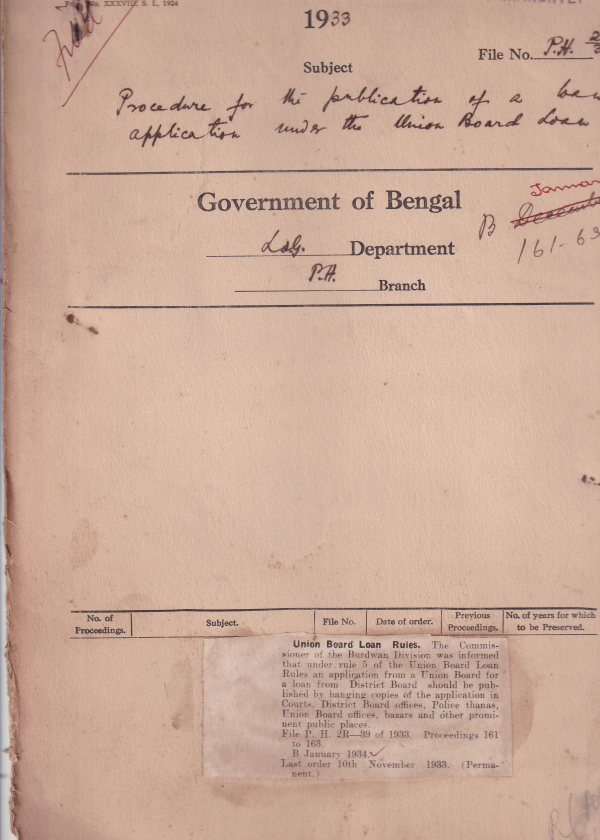 No. XXXVIII, S. I., 1924
1933
File No. P.H.
Subject
Procedure for the publication of a loan
application under the Union Board Loan
Government of Bengal
L.S.G. Department
P.H. Branch
B
161-63
No. of Proceedings. Subject. File No. Date of order. Previous Proceedings. No. of years for which to be Preserved.
Union Board Loan Rules. The Commis-
sioner of the Burdwan Division was informed
that under rule 5 of the Union Board Loan
Rules an application from a Union Board for
a loan from District Board should be pub-
lished by hanging copies of the application in
Courts, District Board offices, Police thanas,
Union Board offices, bazars and other promi-
nent public places.
File P. H. 2R—39 of 1933. Proceedings 161
to 163.
B January 1934.
Last order 10th November 1933. (Perma-
nent.)